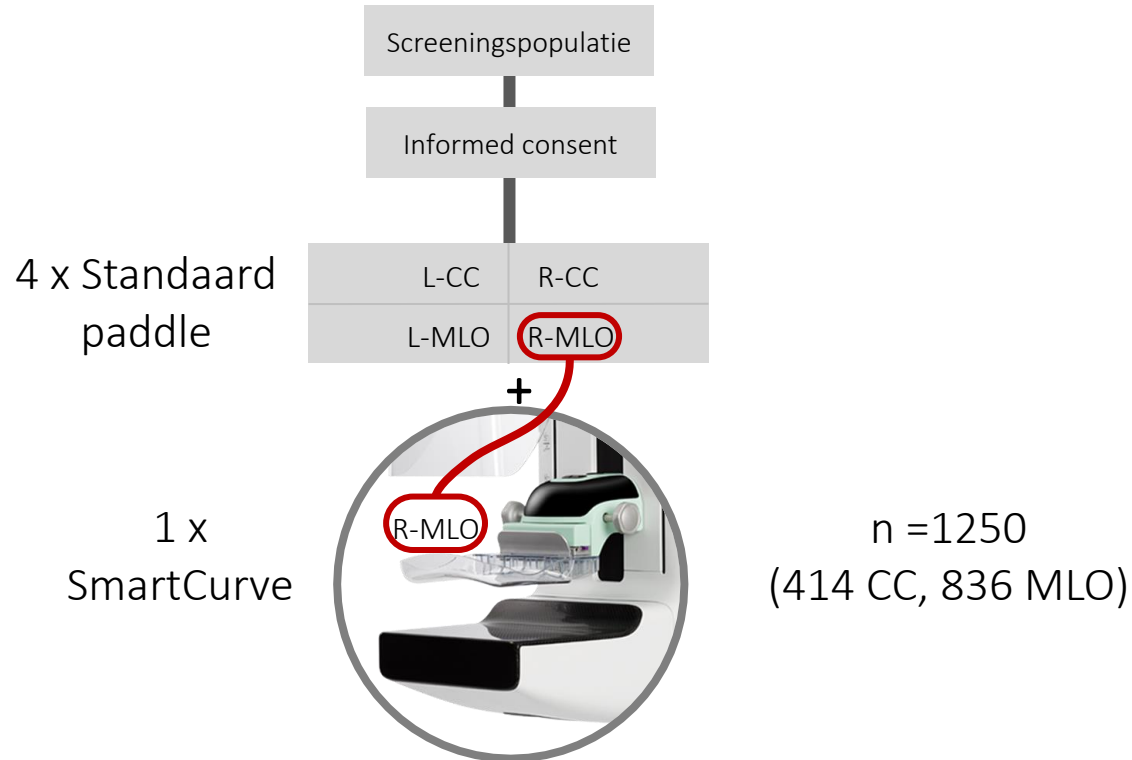 Screeningspopulatie
Informed consent
4 x Standaard
paddle
L-CC R-CC
L-MLO R-MLO
+
1 x
SmartCurve
R-MLO
n =1250
(414 CC, 836 MLO)